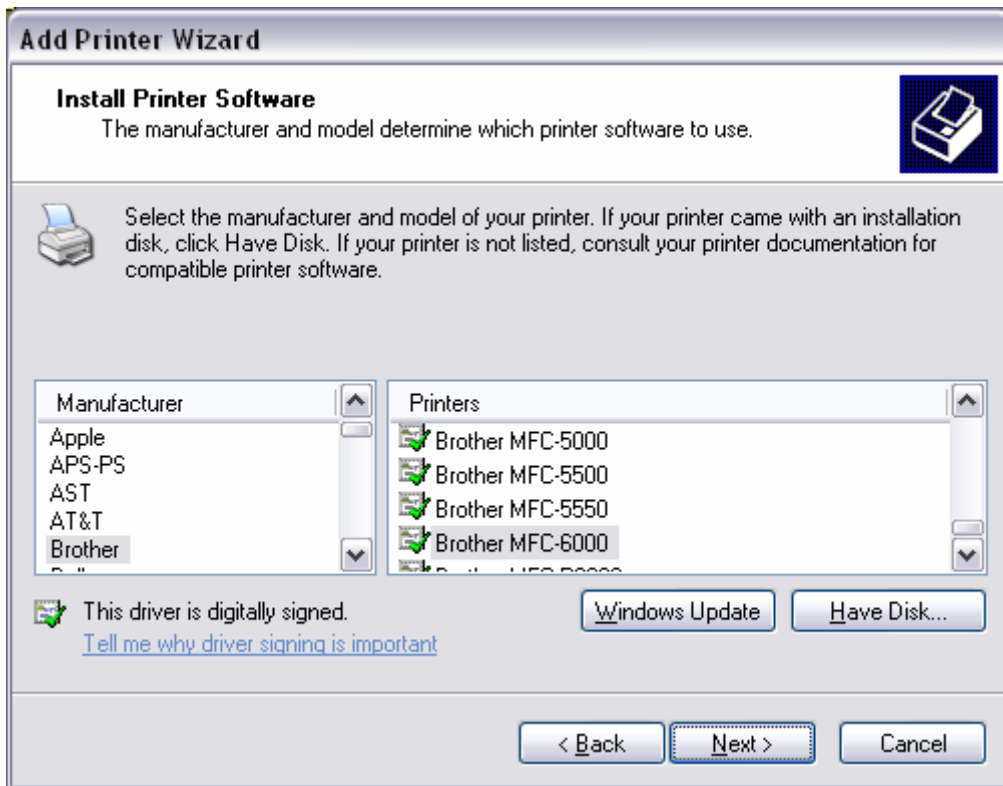 Add Printer Wizard
Install Printer Software
The manufacturer and model determine which printer software to use.
Select the manufacturer and model of your printer. If your printer came with an installation
disk, click Have Disk. If your printer is not listed, consult your printer documentation for
compatible printer software.
Manufacturer
Apple
APS-PS
AST
AT&T
Brother
Printers
Brother MFC-5000
Brother MFC-5500
Brother MFC-5550
Brother MFC-6000
This driver is digitally signed.
Tell me why driver signing is important
Windows Update
Have Disk...
< Back
Next >
Cancel